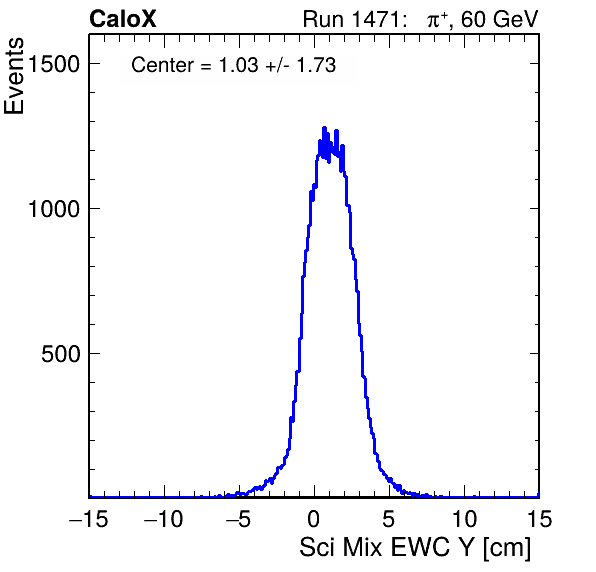 CaloX Run 1471: π⁺, 60 GeV
Events
Center = 1.03 +/- 1.73
1500
1000
500
−15 −10 −5 0 5 10 15
Sci Mix EWC Y [cm]